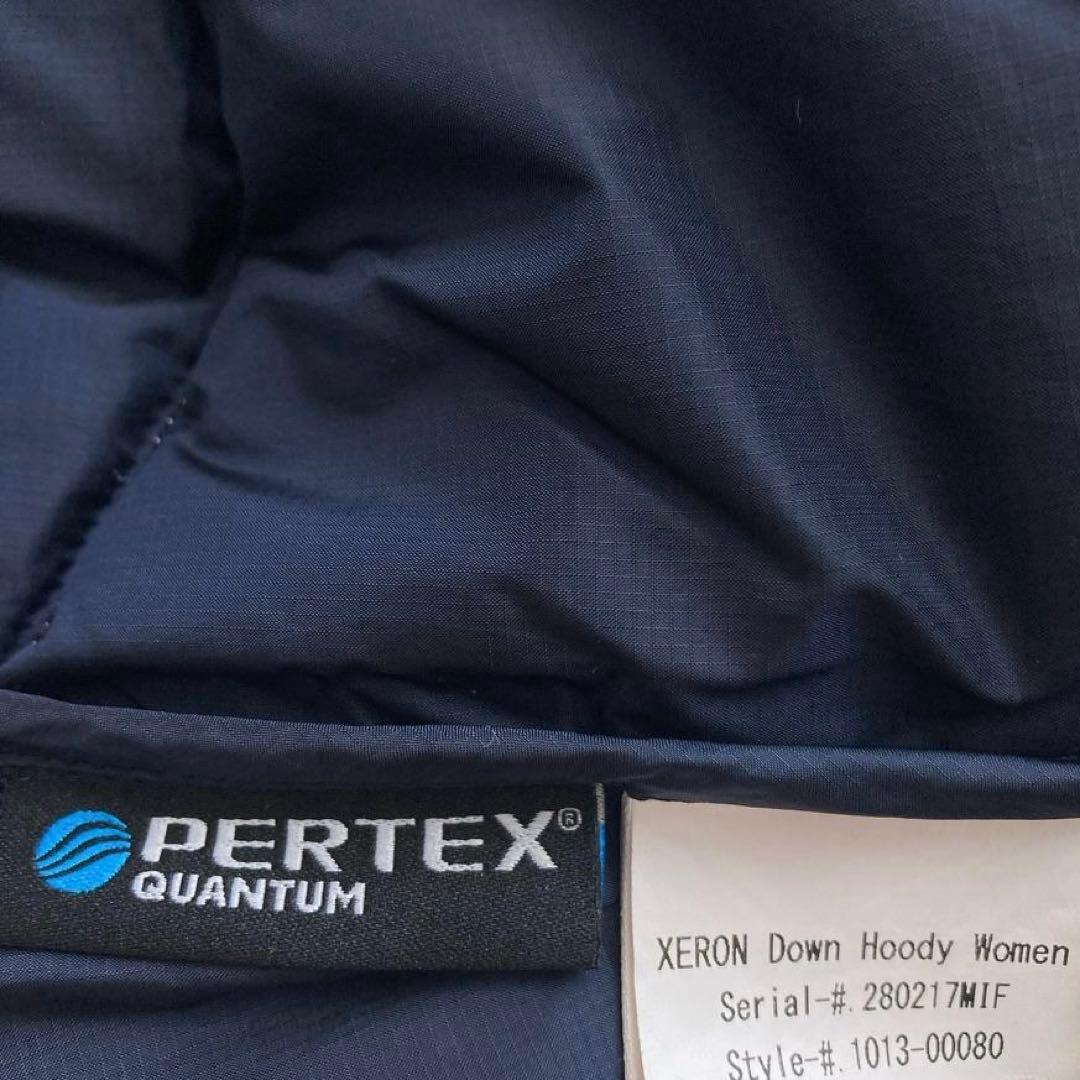 PERTEX®
QUANTUM
XERON Down Hoody Women
Serial-#. 280217MIF
Style-#. 1013-00080